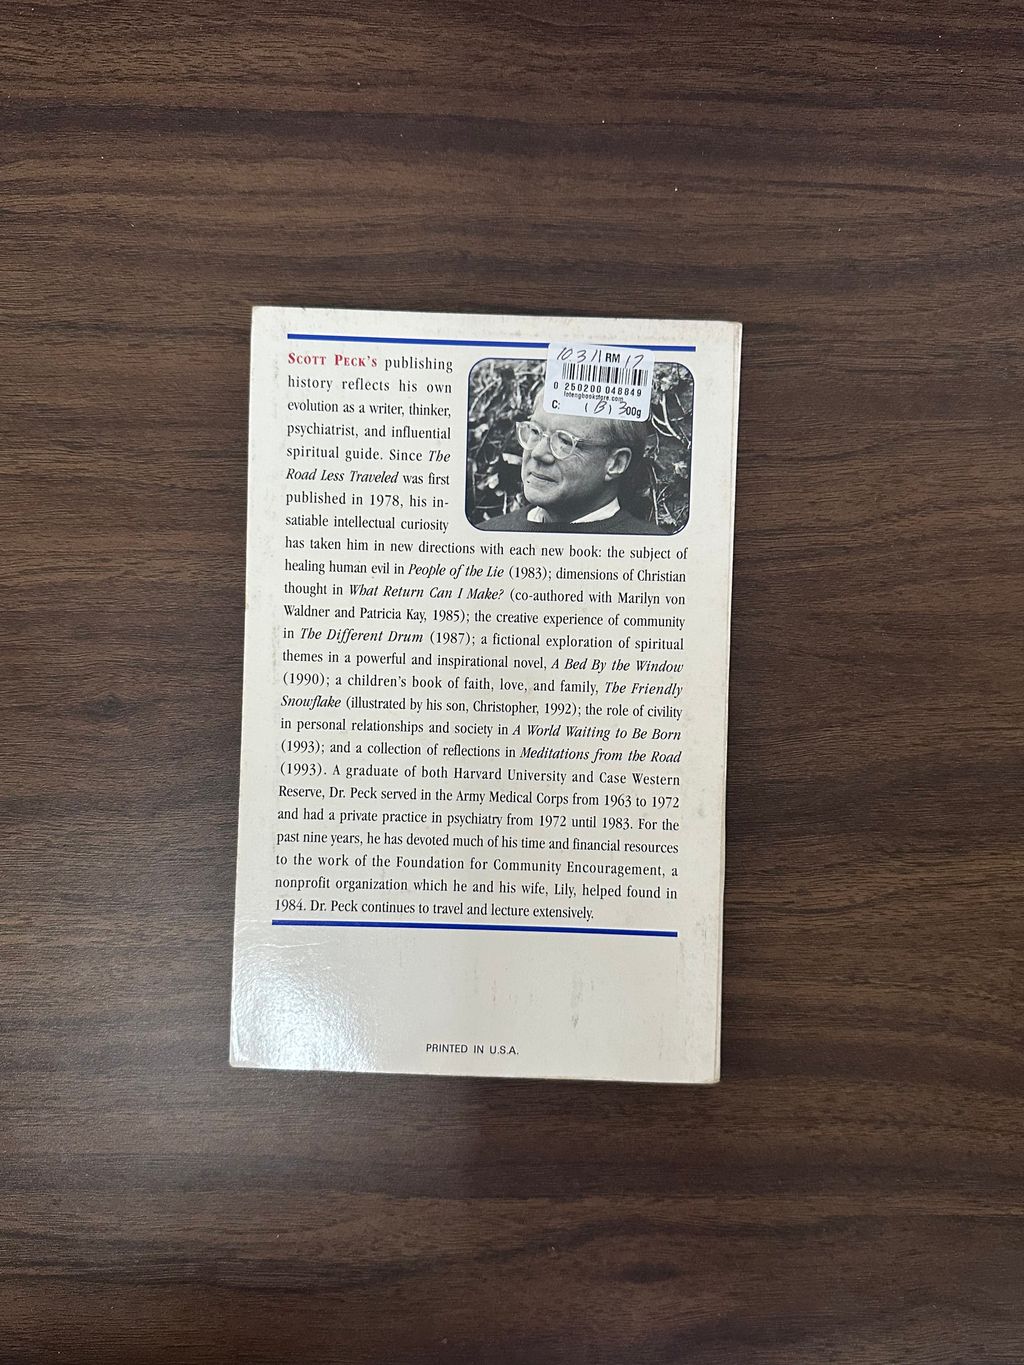 SCOTT PECK'S publishing
history reflects his own
evolution as a writer, thinker,
psychiatrist, and influential
spiritual guide. Since The
Road Less Traveled was first
published in 1978, his in-
satiable intellectual curiosity
has taken him in new directions with each new book: the subject of
healing human evil in People of the Lie (1983); dimensions of Christian
thought in What Return Can I Make? (co-authored with Marilyn von
Waldner and Patricia Kay, 1985); the creative experience of community
in The Different Drum (1987); a fictional exploration of spiritual
themes in a powerful and inspirational novel, A Bed By the Window
(1990); a children's book of faith, love, and family, The Friendly
Snowflake (illustrated by his son, Christopher, 1992); the role of civility
in personal relationships and society in A World Waiting to Be Born
(1993); and a collection of reflections in Meditations from the Road
(1993). A graduate of both Harvard University and Case Western
Reserve, Dr. Peck served in the Army Medical Corps from 1963 to 1972
and had a private practice in psychiatry from 1972 until 1983. For the
past nine years, he has devoted much of his time and financial resources
to the work of the Foundation for Community Encouragement, a
nonprofit organization which he and his wife, Lily, helped found in
1984. Dr. Peck continues to travel and lecture extensively.
RM 17
0 250200 048849
fotengbookstore.com
C: (B) 300g
PRINTED IN U.S.A.